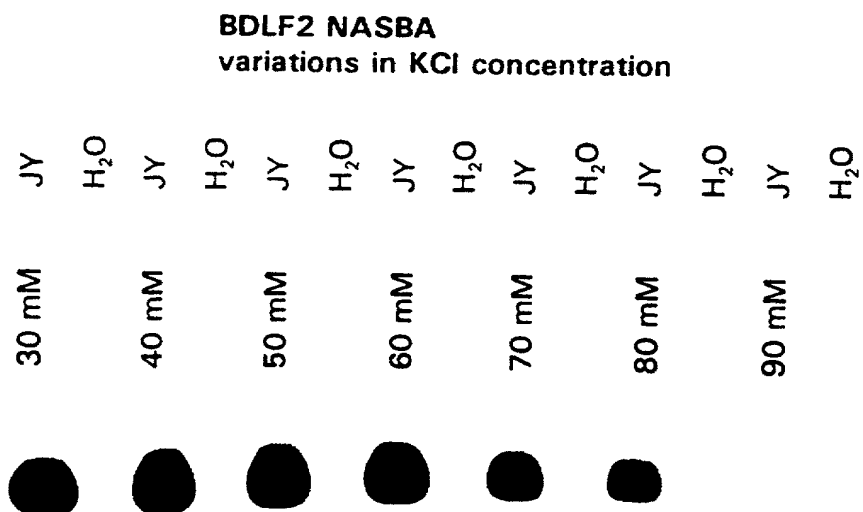 BDLF2 NASBA
variations in KCl concentration
JY H₂O JY H₂O JY H₂O JY H₂O JY H₂O JY H₂O JY H₂O
30 mM 40 mM 50 mM 60 mM 70 mM 80 mM 90 mM